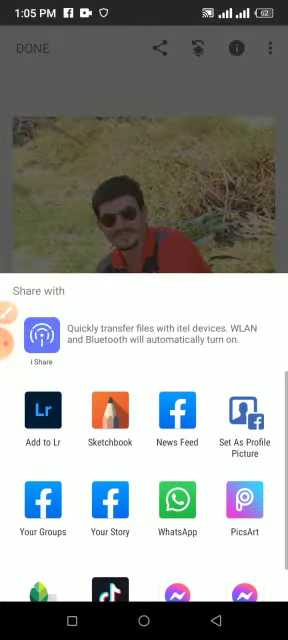 1:05 PM
62
DONE
Share with
Quickly transfer files with itel devices. WLAN
and Bluetooth will automatically turn on.
i Share
Lr
Add to Lr
Sketchbook
News Feed
Set As Profile
Picture
Your Groups
Your Story
WhatsApp
PicsArt